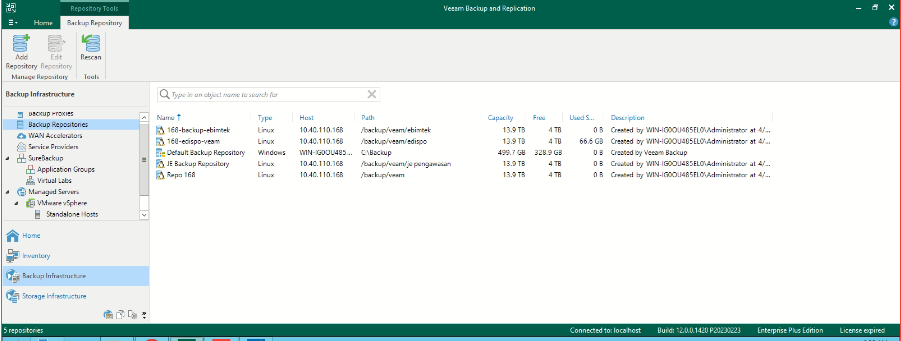 Repository Tools
Veeam Backup and Replication
Home
Backup Repository
Add Repository
Edit Repository
Rescan
Manage Repository
Tools
Backup Infrastructure
Backup Proxies
Backup Repositories
WAN Accelerators
Service Providers
SureBackup
Application Groups
Virtual Labs
Managed Servers
VMware vSphere
Standalone Hosts
Home
Inventory
Backup Infrastructure
Storage Infrastructure
Type in an object name to search for
Name Type Host Path Capacity Free Used S... Description
168-backup-ebimtek Linux 10.40.110.168 /backup/veeam/ebimtek 13.9 TB 4 TB 0 B Created by WIN-IG0OU485EL0\Administrator at 4/...
168-edispo-veam Linux 10.40.110.168 /backup/veeam/edispo 13.9 TB 4 TB 66.6 GB Created by WIN-IG0OU485EL0\Administrator at 4/...
Default Backup Repository Windows WIN-IG0OU485... C:\Backup 499.7 GB 328.9 GB 0 B Created by Veeam Backup
JE Backup Repository Linux 10.40.110.168 /backup/veeam/je pengawasan 13.9 TB 4 TB 0 B Created by WIN-IG0OU485EL0\Administrator at 4/...
Repo 168 Linux 10.40.110.168 /backup/veeam 13.9 TB 4 TB 0 B Created by WIN-IG0OU485EL0\Administrator at 4/...
5 repositories
Connected to: localhost Build: 12.0.0.1420 P20230223 Enterprise Plus Edition License expired